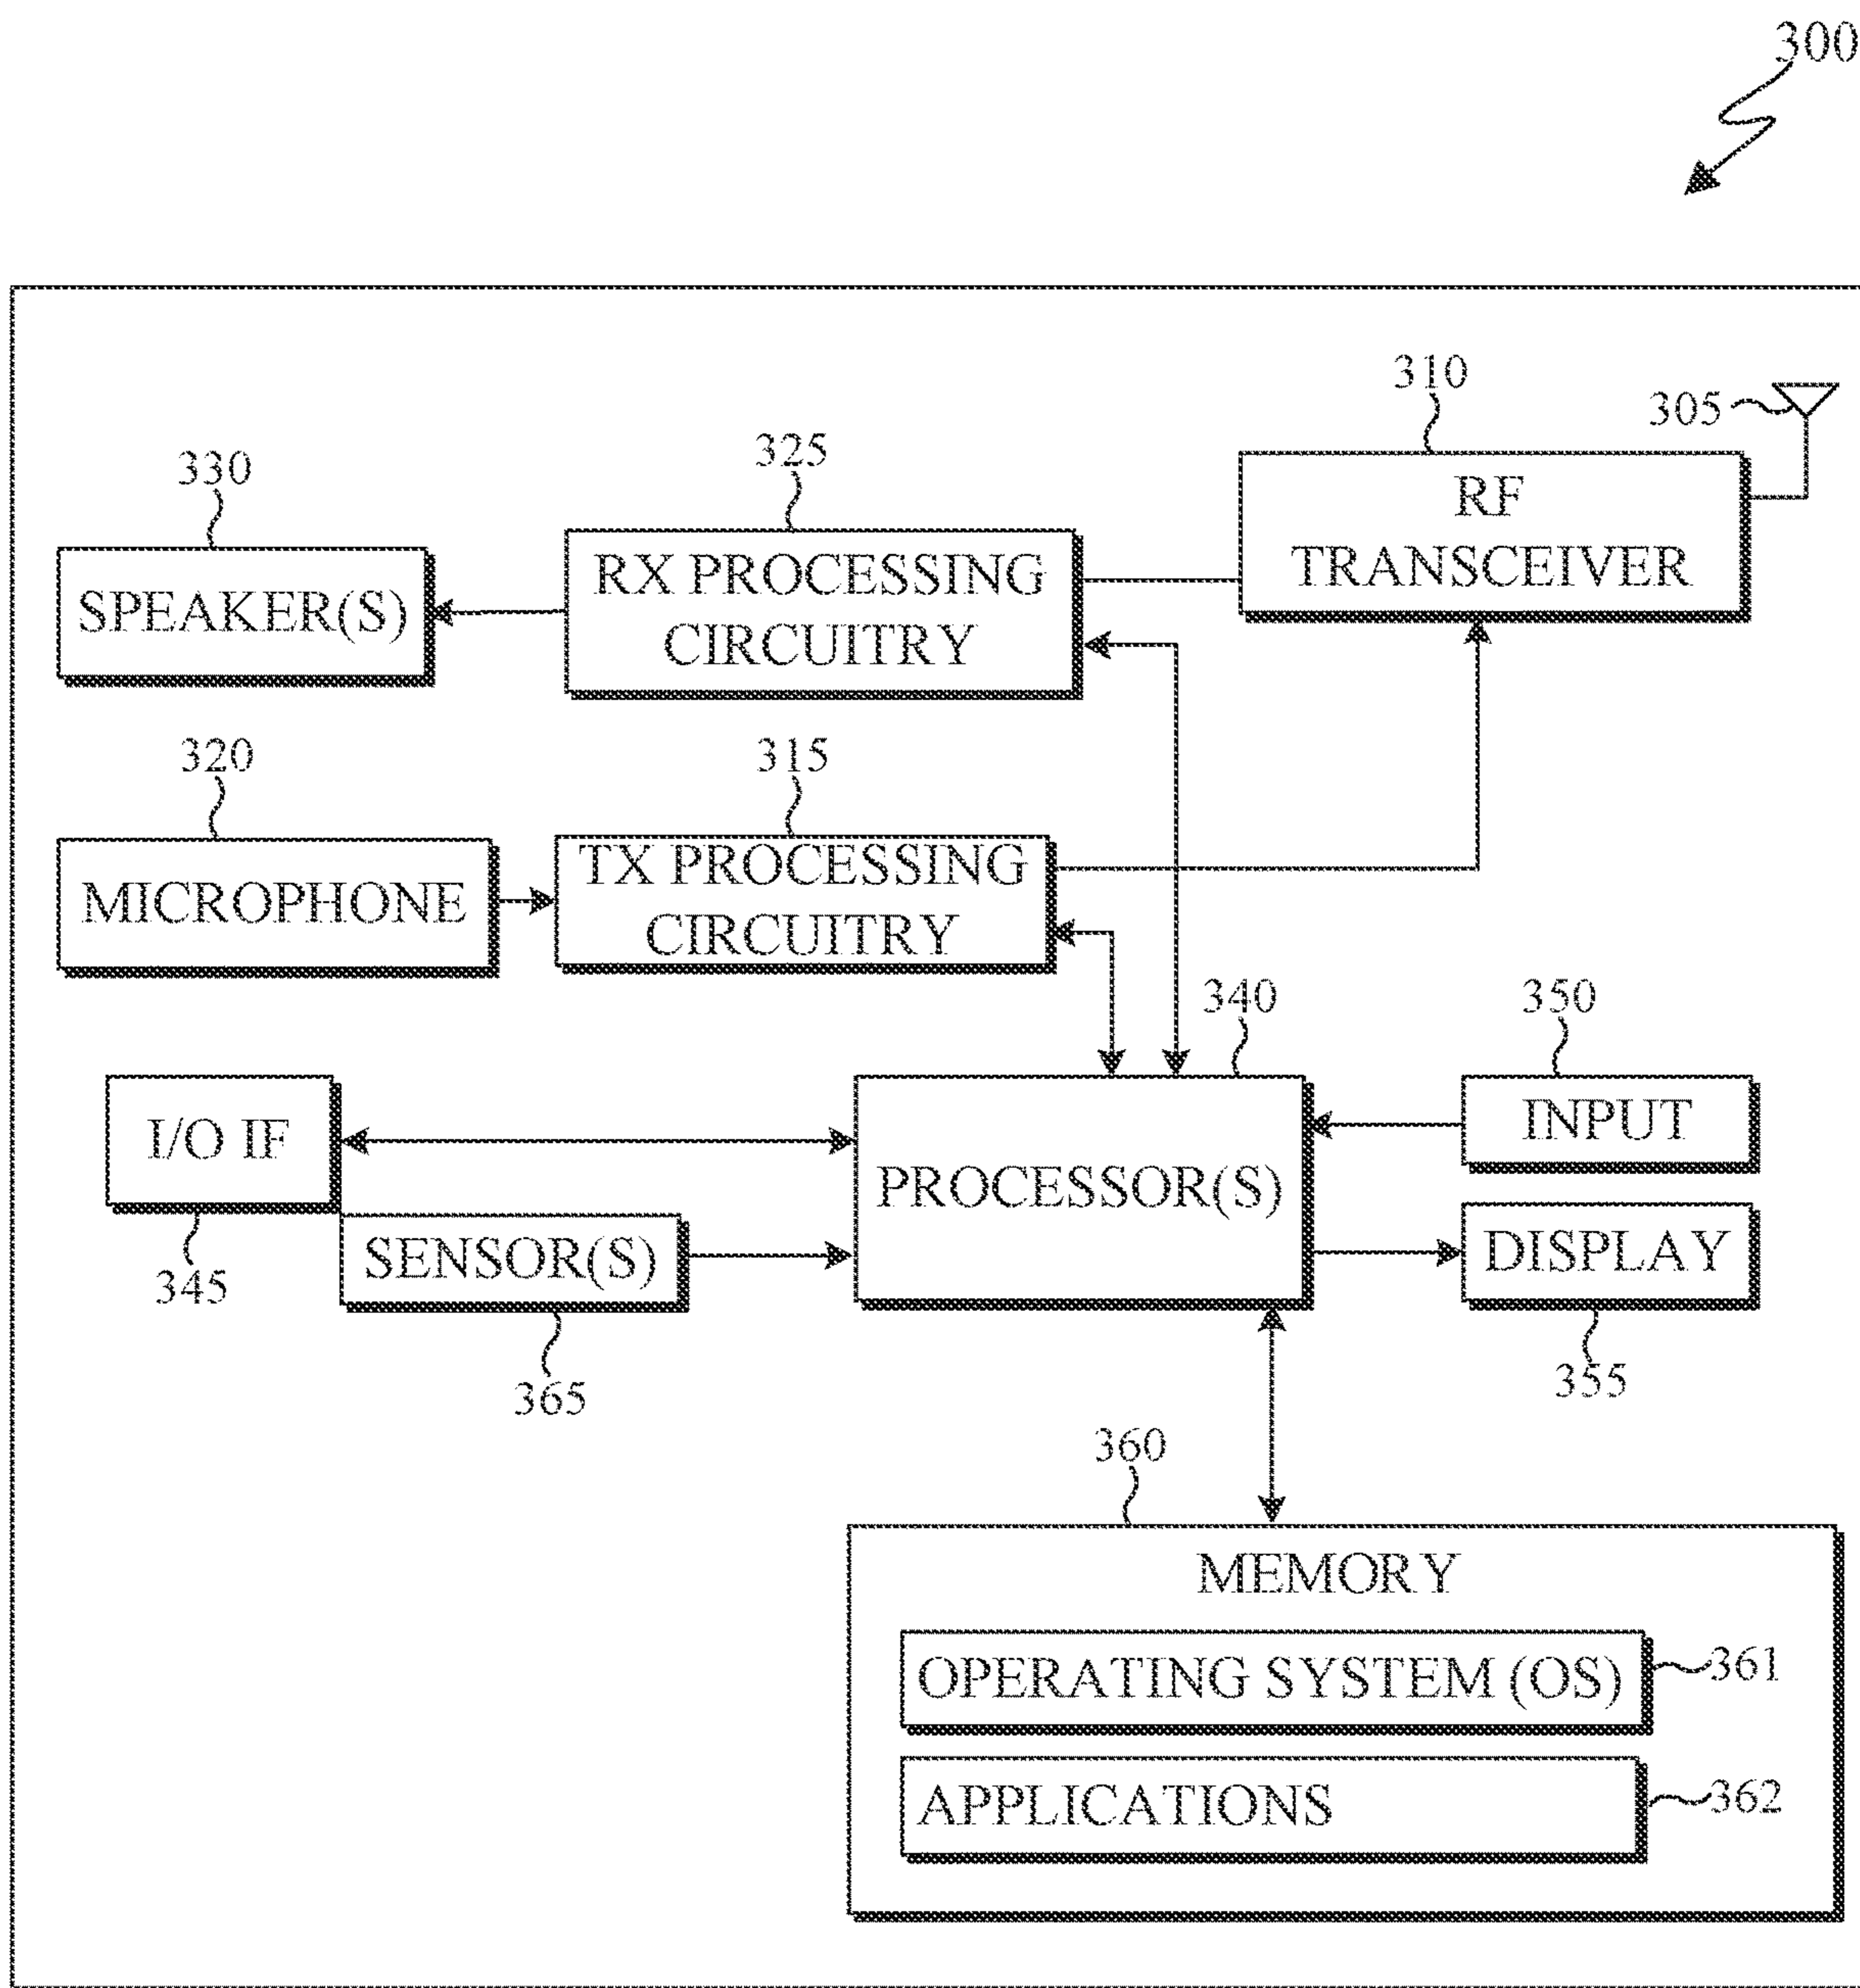 300
310
305
325
330
RF
TRANSCEIVER
RX PROCESSING
CIRCUITRY
SPEAKER(S)
320
315
MICROPHONE
TX PROCESSING
CIRCUITRY
340
350
I/O IF
INPUT
PROCESSOR(S)
SENSOR(S)
DISPLAY
345
365
355
360
MEMORY
OPERATING SYSTEM (OS)
361
APPLICATIONS
362